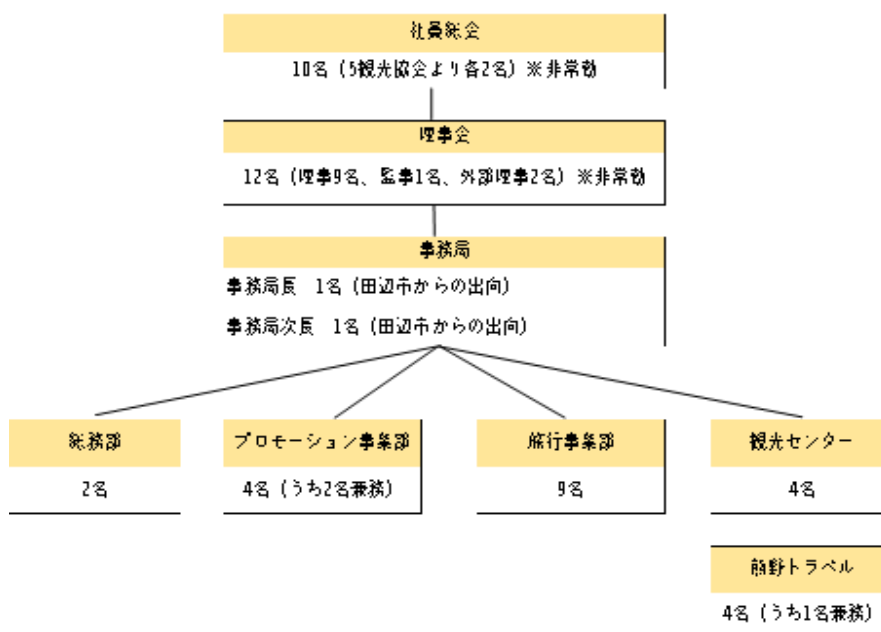 社員総会
10名（5観光協会より各2名）※非常勤
理事会
12名（理事9名、監事1名、外部理事2名）※非常勤
事務局
事務局長　1名（田辺市からの出向）
事務局次長　1名（田辺市からの出向）
総務部
2名
プロモーション事業部
4名（うち2名兼務）
旅行事業部
9名
観光センター
4名
熊野トラベル
4名（うち1名兼務）